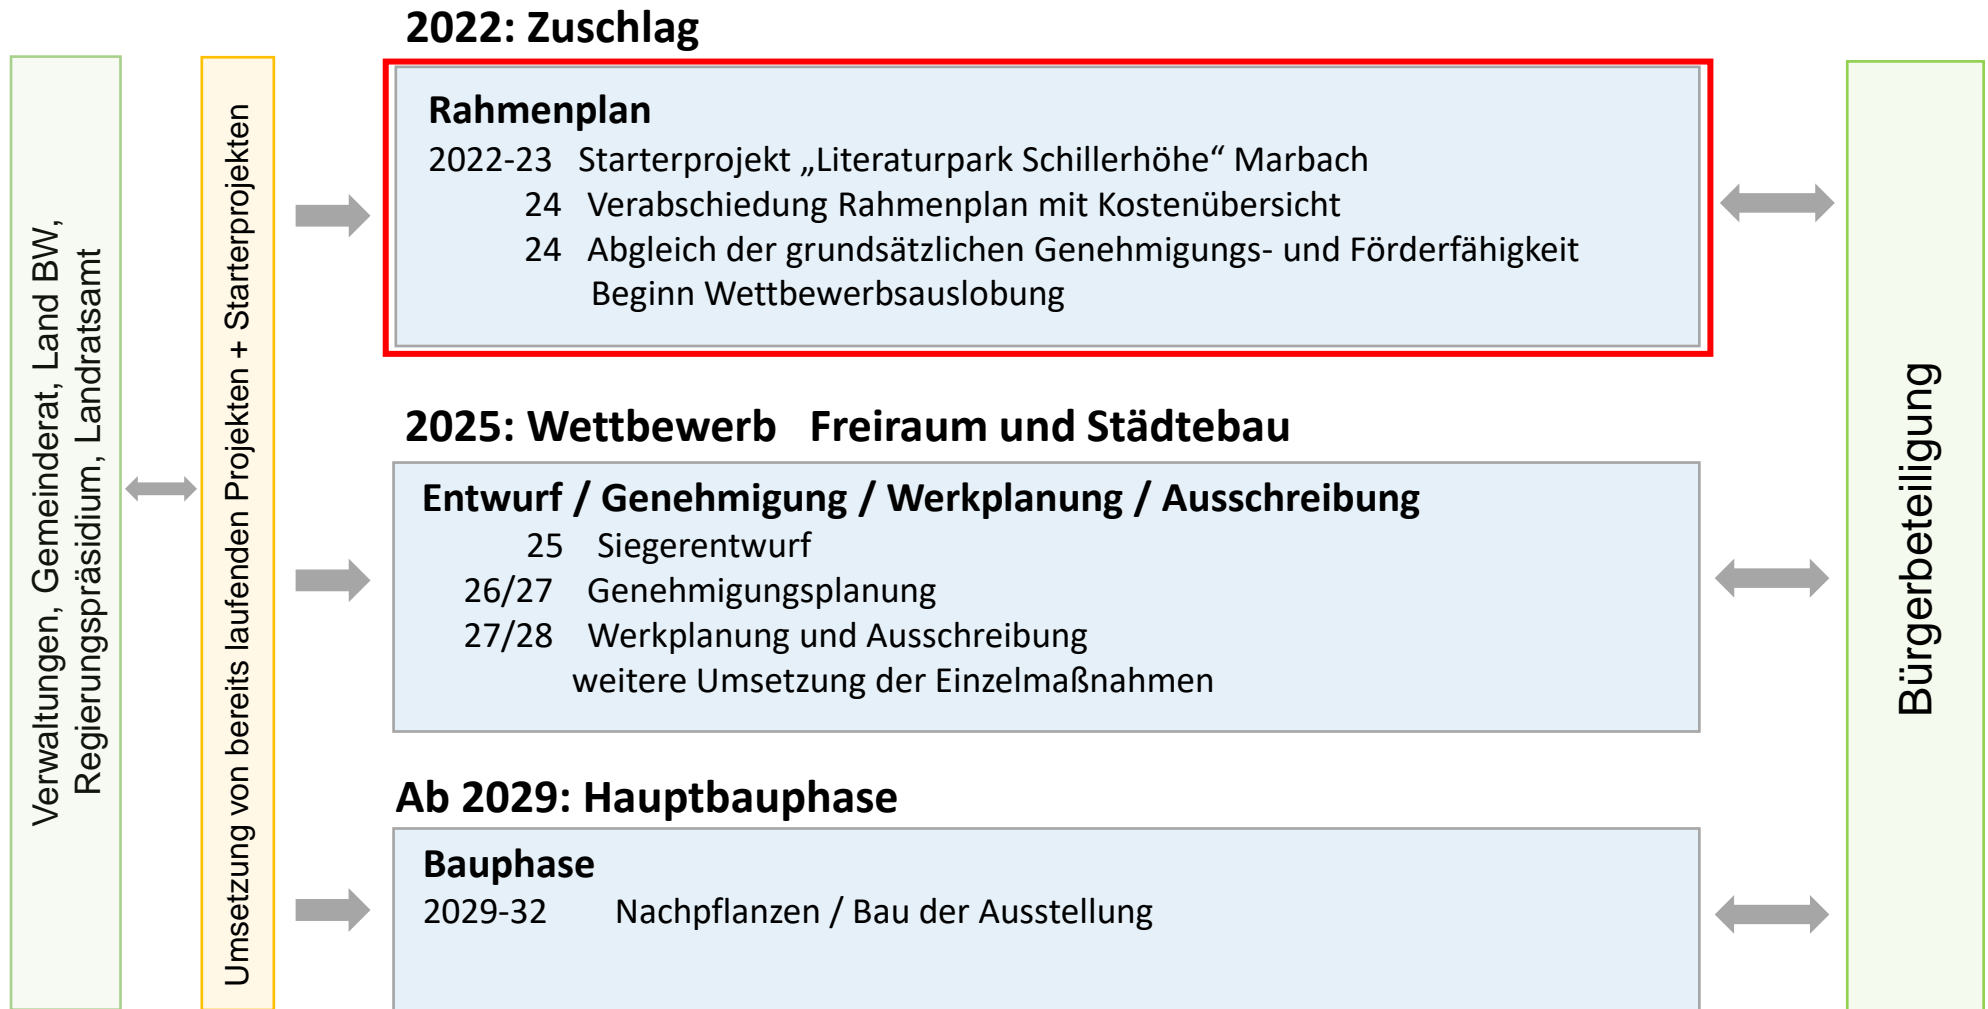 Verwaltungen, Gemeinderat, Land BW,
Regierungspräsidium, Landratsamt
Umsetzung von bereits laufenden Projekten + Starterprojekten
2022: Zuschlag
Rahmenplan
2022-23 Starterprojekt „Literaturpark Schillerhöhe“ Marbach
24 Verabschiedung Rahmenplan mit Kostenübersicht
24 Abgleich der grundsätzlichen Genehmigungs- und Förderfähigkeit
Beginn Wettbewerbsauslobung
2025: Wettbewerb Freiraum und Städtebau
Entwurf / Genehmigung / Werkplanung / Ausschreibung
25 Siegerentwurf
26/27 Genehmigungsplanung
27/28 Werkplanung und Ausschreibung
weitere Umsetzung der Einzelmaßnahmen
Ab 2029: Hauptbauphase
Bauphase
2029-32 Nachpflanzen / Bau der Ausstellung
Bürgerbeteiligung